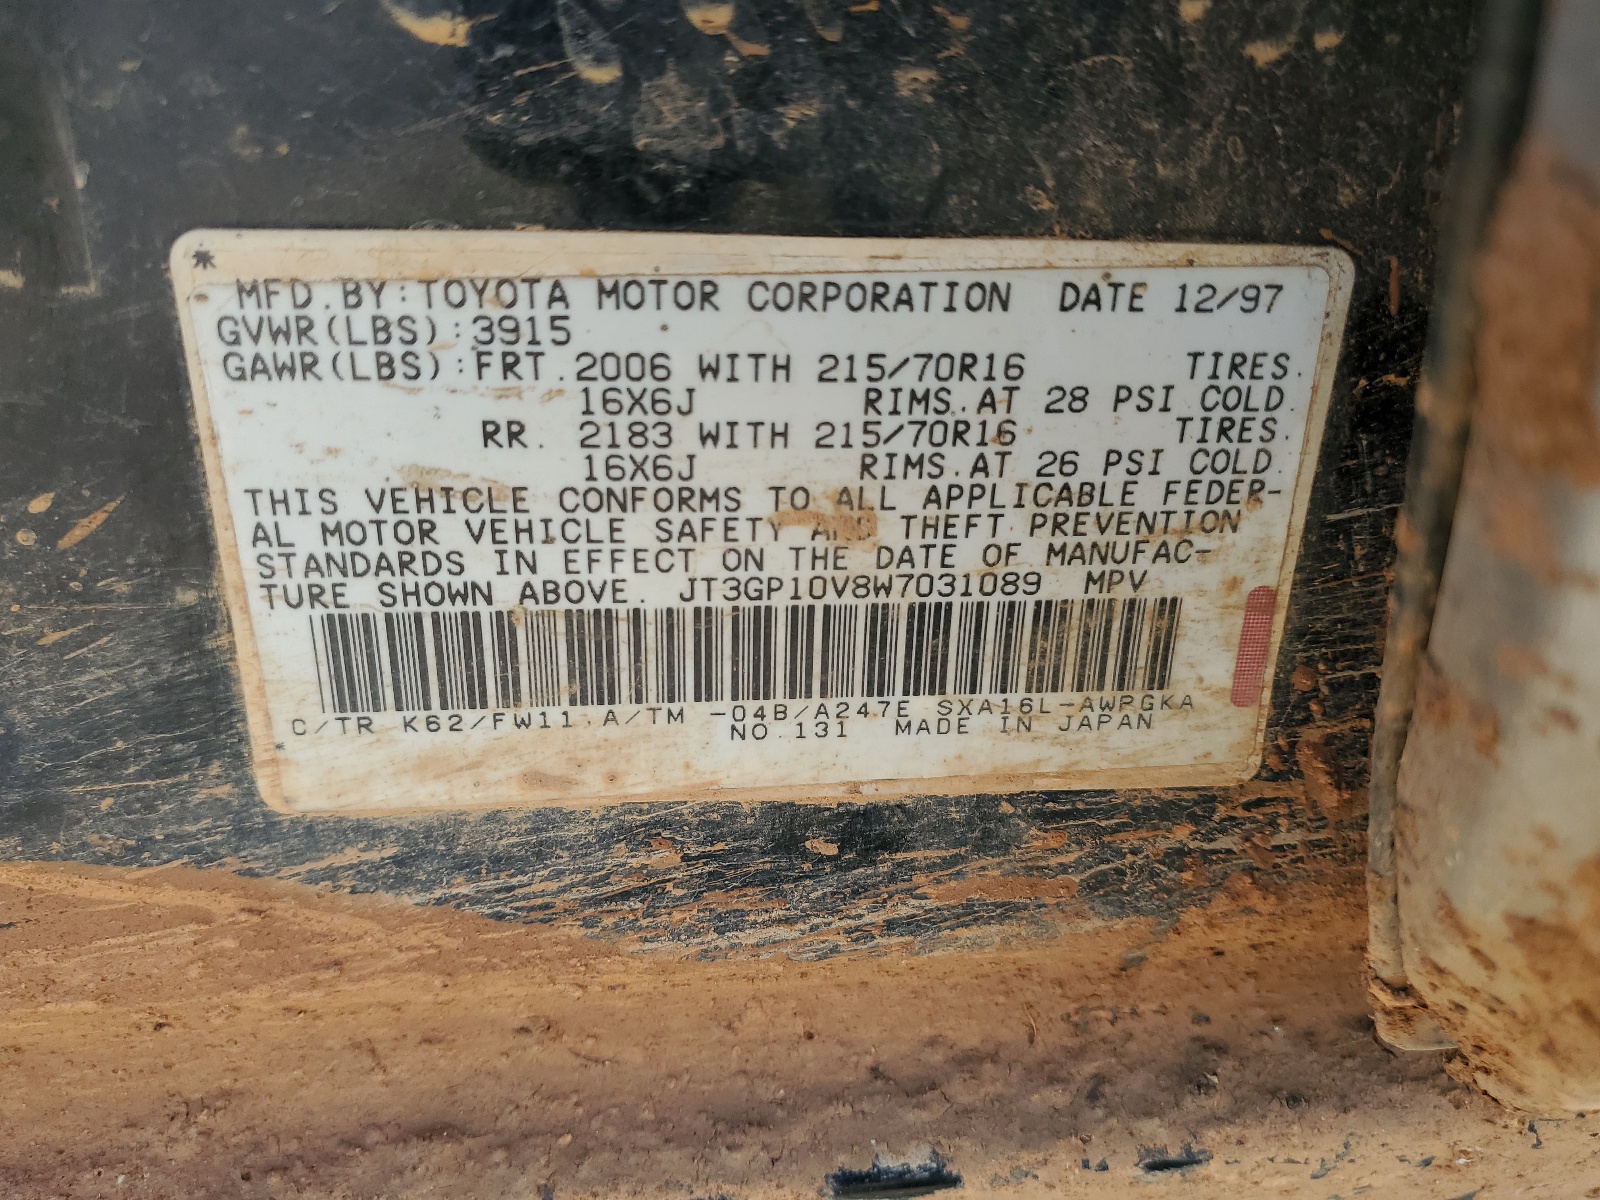 MFD.BY:TOYOTA MOTOR CORPORATION DATE 12/97
GVWR(LBS):3915
GAWR(LBS):FRT.2006 WITH 215/70R16 TIRES.
16X6J RIMS.AT 28 PSI COLD.
RR. 2183 WITH 215/70R16 TIRES.
16X6J RIMS.AT 26 PSI COLD.
THIS VEHICLE CONFORMS TO ALL APPLICABLE FEDER-
AL MOTOR VEHICLE SAFETY AND THEFT PREVENTION
STANDARDS IN EFFECT ON THE DATE OF MANUFAC-
TURE SHOWN ABOVE. JT3GP10V8W7031089 MPV
C/TR K62/FW11 A/TM -04B/A247E SXA16L-AWPGKA
NO.131 MADE IN JAPAN